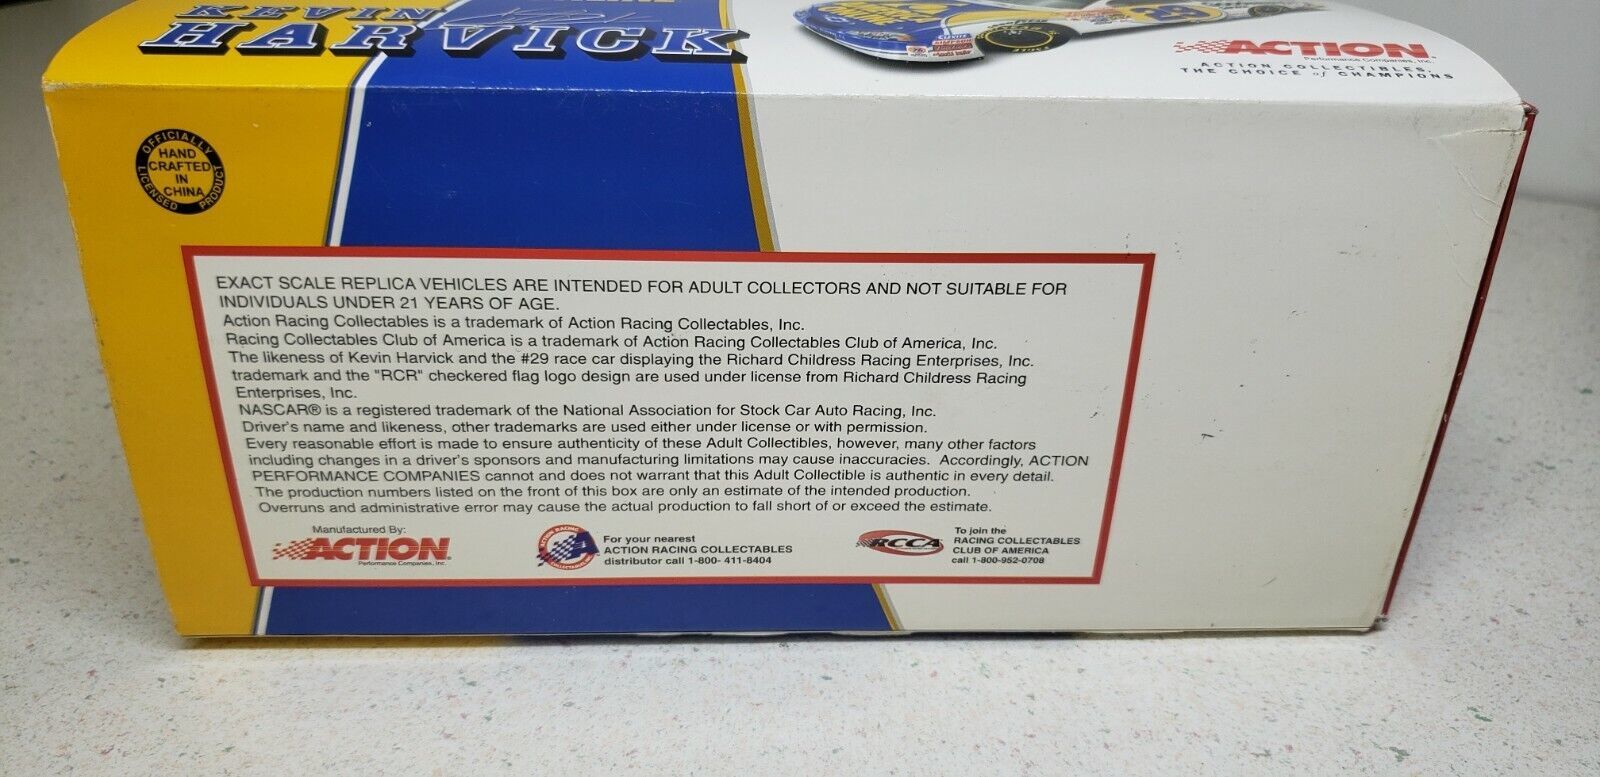 KEVIN
HARVICK
ACTION
Performance Companies, Inc.
ACTION COLLECTIBLES,
THE CHOICE of CHAMPIONS
29
OFFICIALLY
HAND
CRAFTED
IN
CHINA
LICENSED PRODUCT
EXACT SCALE REPLICA VEHICLES ARE INTENDED FOR ADULT COLLECTORS AND NOT SUITABLE FOR
INDIVIDUALS UNDER 21 YEARS OF AGE.
Action Racing Collectables is a trademark of Action Racing Collectables, Inc.
Racing Collectables Club of America is a trademark of Action Racing Collectables Club of America, Inc.
The likeness of Kevin Harvick and the #29 race car displaying the Richard Childress Racing Enterprises, Inc.
trademark and the "RCR" checkered flag logo design are used under license from Richard Childress Racing
Enterprises, Inc.
NASCAR® is a registered trademark of the National Association for Stock Car Auto Racing, Inc.
Driver's name and likeness, other trademarks are used either under license or with permission.
Every reasonable effort is made to ensure authenticity of these Adult Collectibles, however, many other factors
including changes in a driver's sponsors and manufacturing limitations may cause inaccuracies. Accordingly, ACTION
PERFORMANCE COMPANIES cannot and does not warrant that this Adult Collectible is authentic in every detail.
The production numbers listed on the front of this box are only an estimate of the intended production.
Overruns and administrative error may cause the actual production to fall short of or exceed the estimate.
Manufactured By:
ACTION
Performance Companies, Inc.
ACTION RACING
COLLECTABLES
For your nearest
ACTION RACING COLLECTABLES
distributor call 1-800- 411-8404
RCCA
To join the
RACING COLLECTABLES
CLUB OF AMERICA
call 1-800-952-0708